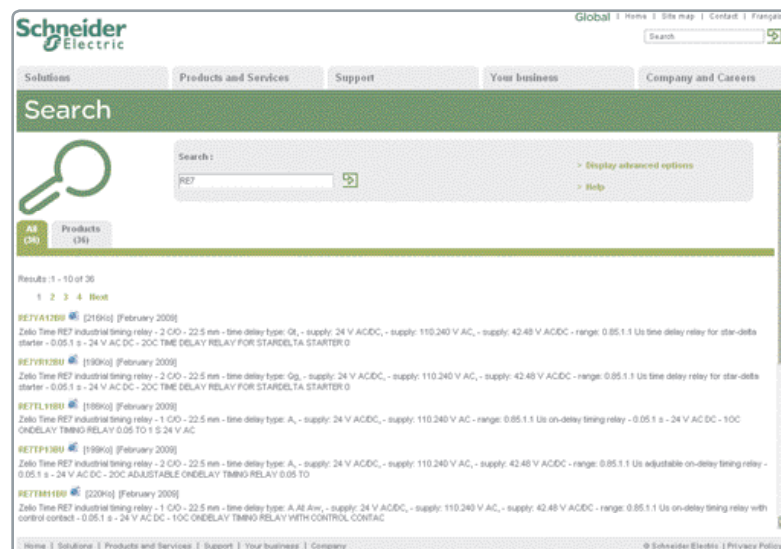 Global | Home | Site map | Contact | Français
Schneider
Electric
Search
Solutions
Products and Services
Support
Your business
Company and Careers
Search
Search :
RE7
> Display advanced options
> Help
All
(36)
Products
(36)
Results :1 - 10 of 36
1 2 3 4 Next
RE7YA12BU [216Ko] [February 2009]
Zelio Time RE7 industrial timing relay - 2 C/O - 22.5 mm - time delay type: Qt, - supply: 24 V AC/DC, - supply: 110.240 V AC, - supply: 42.48 V AC/DC - range: 0.85.1.1 Us time delay relay for star-delta
starter - 0.05.1 s - 24 V AC DC - 2OC TIME DELAY RELAY FOR STARDELTA STARTER 0
RE7YR12BU [190Ko] [February 2009]
Zelio Time RE7 industrial timing relay - 2 C/O - 22.5 mm - time delay type: Qg, - supply: 24 V AC/DC, - supply: 110.240 V AC, - supply: 42.48 V AC/DC - range: 0.85.1.1 Us time delay relay for star-delta
starter - 0.05.1 s - 24 V AC DC - 2OC TIME DELAY RELAY FOR STARDELTA STARTER 0
RE7TL11BU [186Ko] [February 2009]
Zelio Time RE7 industrial timing relay - 1 C/O - 22.5 mm - time delay type: A, - supply: 24 V AC/DC, - supply: 110.240 V AC - range: 0.85.1.1 Us on-delay timing relay - 0.05.1 s - 24 V AC DC - 1OC
ONDELAY TIMING RELAY 0.05 TO 1 S 24 V AC
RE7TP13BU [199Ko] [February 2009]
Zelio Time RE7 industrial timing relay - 2 C/O - 22.5 mm - time delay type: A, - supply: 24 V AC/DC, - supply: 110.240 V AC, - supply: 42.48 V AC/DC - range: 0.85.1.1 Us adjustable on-delay timing relay -
0.05.1 s - 24 V AC DC - 2OC ADJUSTABLE ONDELAY TIMING RELAY 0.05 TO
RE7TM11BU [220Ko] [February 2009]
Zelio Time RE7 industrial timing relay - 1 C/O - 22.5 mm - time delay type: A At Aw, - supply: 24 V AC/DC, - supply: 110.240 V AC, - supply: 42.48 V AC/DC - range: 0.85.1.1 Us on-delay timing relay with
control contact - 0.05.1 s - 24 V AC DC - 1OC ONDELAY TIMING RELAY WITH CONTROL CONTAC
Home | Solutions | Products and Services | Support | Your business | Company
© Schneider Electric | Privacy Policy